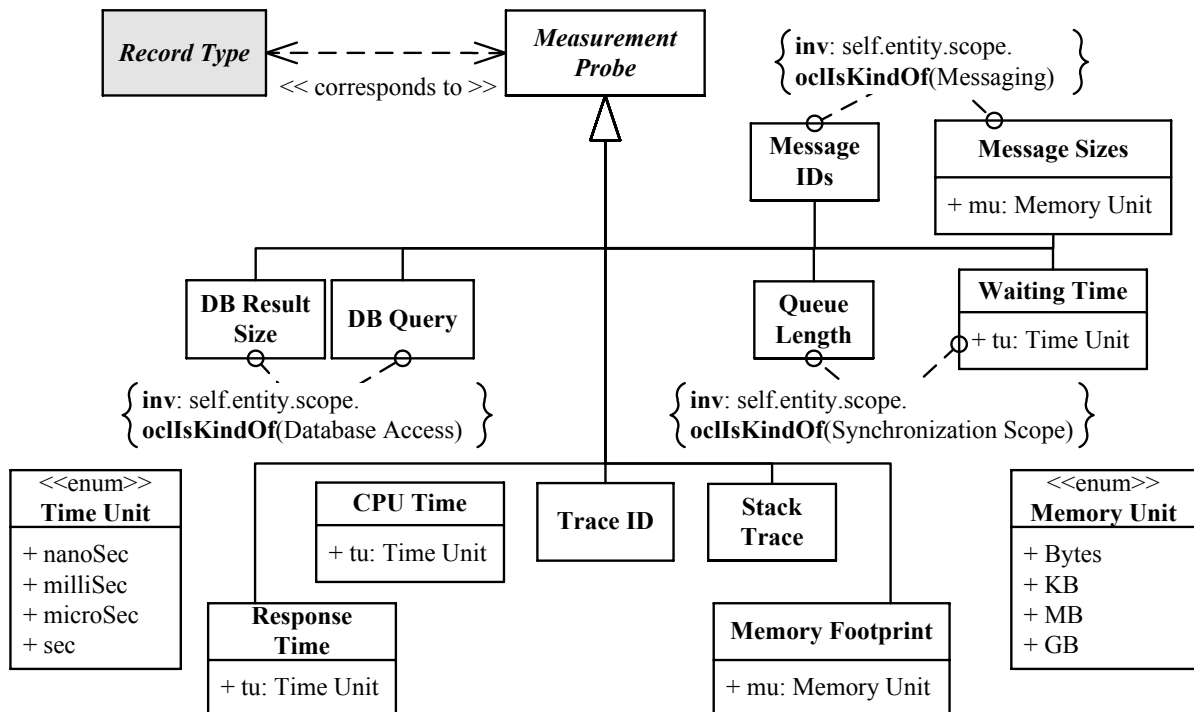 Record Type
<< corresponds to >>
Measurement
Probe
inv: self.entity.scope.
oclIsKindOf(Messaging)
Message
IDs
Message Sizes
+ mu: Memory Unit
DB Result
Size
DB Query
Queue
Length
Waiting Time
+ tu: Time Unit
inv: self.entity.scope.
oclIsKindOf(Database Access)
inv: self.entity.scope.
oclIsKindOf(Synchronization Scope)
<<enum>>
Time Unit
+ nanoSec
+ milliSec
+ microSec
+ sec
CPU Time
+ tu: Time Unit
Trace ID
Stack
Trace
<<enum>>
Memory Unit
+ Bytes
+ KB
+ MB
+ GB
Response
Time
+ tu: Time Unit
Memory Footprint
+ mu: Memory Unit